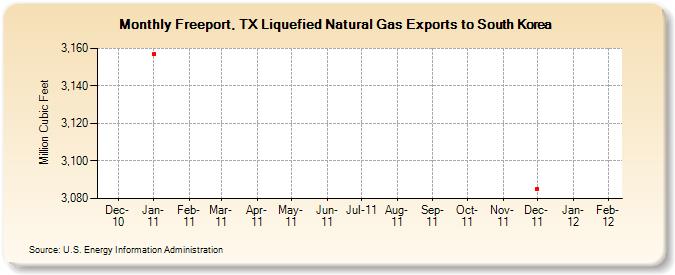 Monthly Freeport, TX Liquefied Natural Gas Exports to South Korea
Million Cubic Feet
3,160
3,140
3,120
3,100
3,080
Dec-10 Jan-11 Feb-11 Mar-11 Apr-11 May-11 Jun-11 Jul-11 Aug-11 Sep-11 Oct-11 Nov-11 Dec-11 Jan-12 Feb-12
Source: U.S. Energy Information Administration